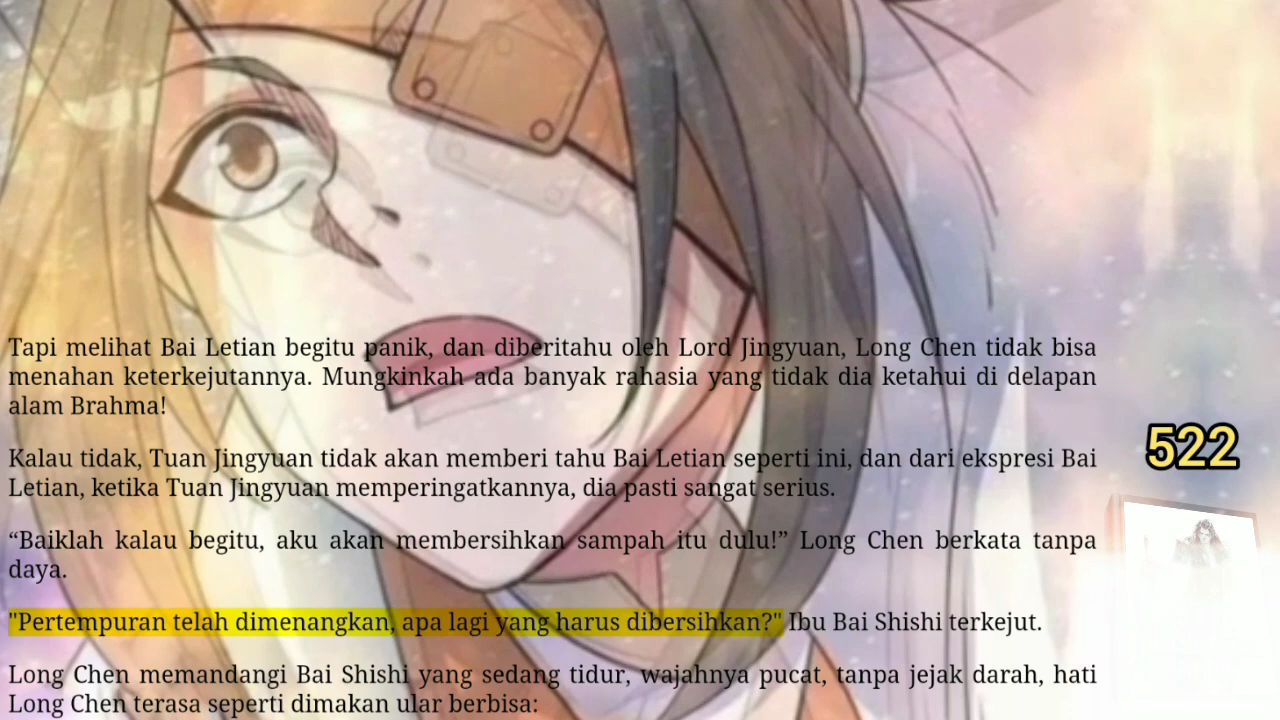 Tapi melihat Bai Letian begitu panik, dan diberitahu oleh Lord Jingyuan, Long Chen tidak bisa
menahan keterkejutannya. Mungkinkah ada banyak rahasia yang tidak dia ketahui di delapan
alam Brahma!
Kalau tidak, Tuan Jingyuan tidak akan memberi tahu Bai Letian seperti ini, dan dari ekspresi Bai
Letian, ketika Tuan Jingyuan memperingatkannya, dia pasti sangat serius.
“Baiklah kalau begitu, aku akan membersihkan sampah itu dulu!” Long Chen berkata tanpa
daya.
"Pertempuran telah dimenangkan, apa lagi yang harus dibersihkan?" Ibu Bai Shishi terkejut.
Long Chen memandangi Bai Shishi yang sedang tidur, wajahnya pucat, tanpa jejak darah, hati
Long Chen terasa seperti dimakan ular berbisa:
522